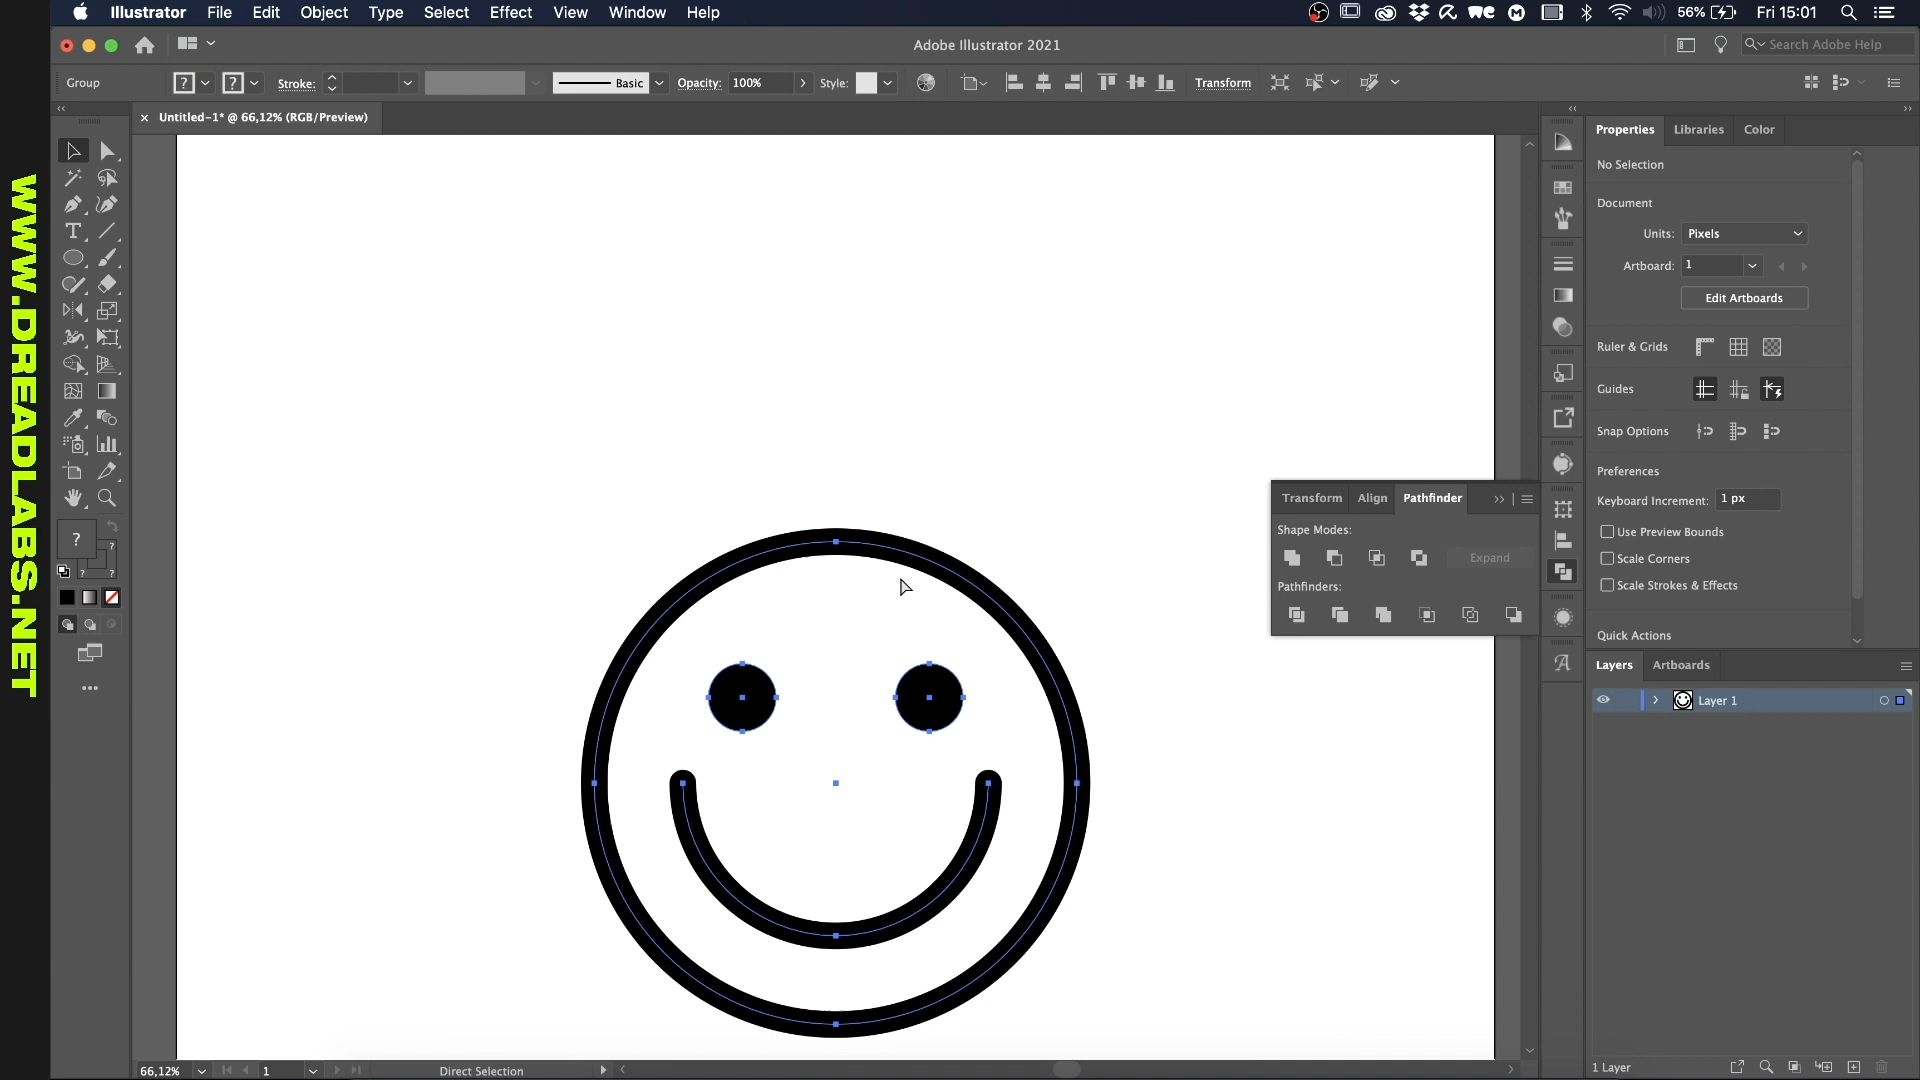 Illustrator File Edit Object Type Select Effect View Window Help
56% Fri 15:01
Adobe Illustrator 2021
Search Adobe Help
Group
? ? Stroke: Basic Opacity: 100% Style: Transform
× Untitled-1* @ 66,12% (RGB/Preview)
WWW.DREADLABS.NET
?
?
? ?
Transform Align Pathfinder
Shape Modes:
Expand
Pathfinders:
Properties Libraries Color
No Selection
Document
Units: Pixels
Artboard: 1
Edit Artboards
Ruler & Grids
Guides
Snap Options
Preferences
Keyboard Increment: 1 px
Use Preview Bounds
Scale Corners
Scale Strokes & Effects
Quick Actions
Layers Artboards
Layer 1
1 Layer
66,12% 1 Direct Selection